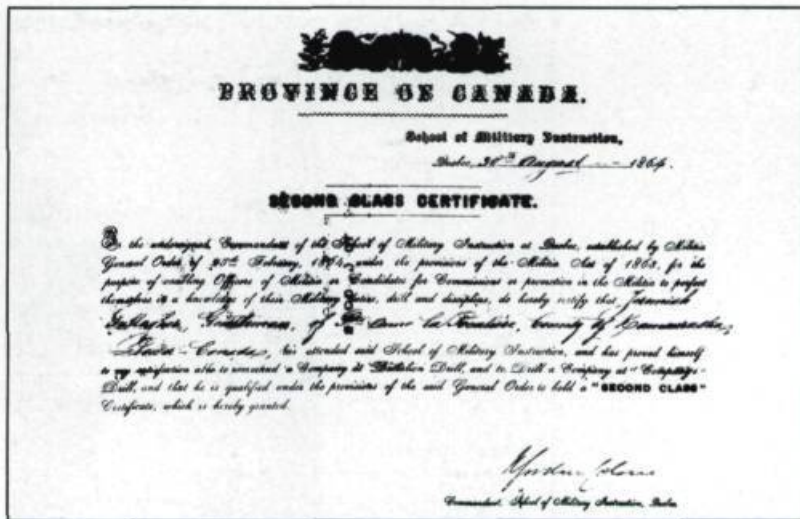 PROVINCE OF CANADA.
School of Military Instruction,
Quebec, 30th August 1864.
SECOND CLASS CERTIFICATE.
I the undersigned, Commandant of the School of Military Instruction at Quebec, established by Militia
General Order, of 25th February, 1864, under the provisions of the Militia Act of 1863, for the
purpose of enabling Officers of Militia or Candidates for Commissions or promotion in the Militia to perfect
themselves in a knowledge of their Military duties, drill and discipline, do hereby certify that Jeremiah
Gentleman, of Ste Anne la County of Kamouraska,
Canada, has attended said School of Military Instruction, and has proved himself
to my satisfaction able to command a Company at Battalion Drill, and to Drill a Company at "Company-
Drill, and that he is qualified under the provisions of the said General Order to hold a "SECOND CLASS"
Certificate, which is hereby granted.
Commandant, School of Military Instruction, Quebec